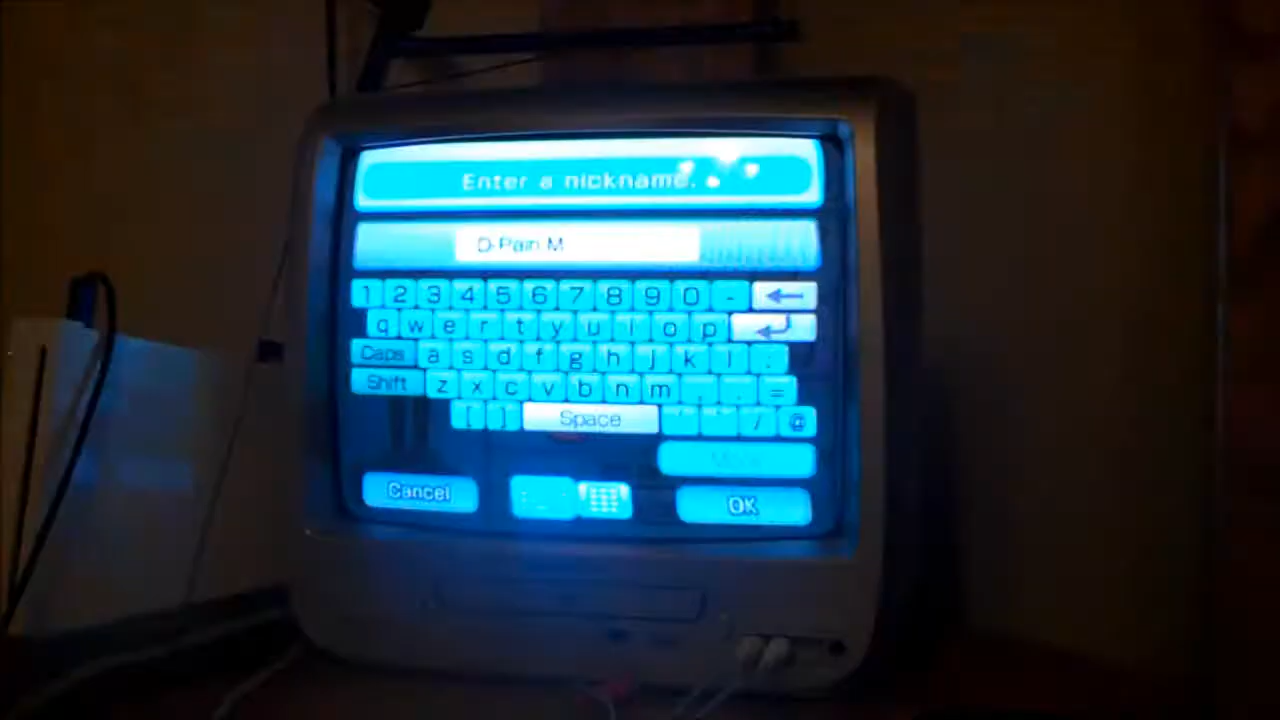 Enter a nickname.
D-Pain M
1 2 3 4 5 6 7 8 9 0 -
q w e r t y u i o p
Caps a s d f g h j k l :
Shift z x c v b n m , . =
[ ] Space / @
Cancel OK